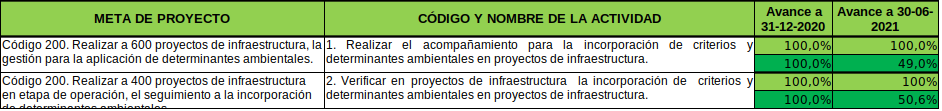 META DE PROYECTO
CÓDIGO Y NOMBRE DE LA ACTIVIDAD
Avance a
31-12-2020
Avance a 30-06-
2021
Código 200. Realizar a 600 proyectos de infraestructura, la
gestión para la aplicación de determinantes ambientales.
1. Realizar el acompañamiento para la incorporación de criterios y
determinantes ambientales en proyectos de infraestructura.
100,0%
100,0%
100,0%
49,0%
Código 200. Realizar a 400 proyectos de infraestructura
en etapa de operación, el seguimiento a la incorporación
de determinantes ambientales
2. Verificar en proyectos de infraestructura la incorporación de criterios y
determinantes ambientales en proyectos de infraestructura.
100,0%
100%
100,0%
50,6%